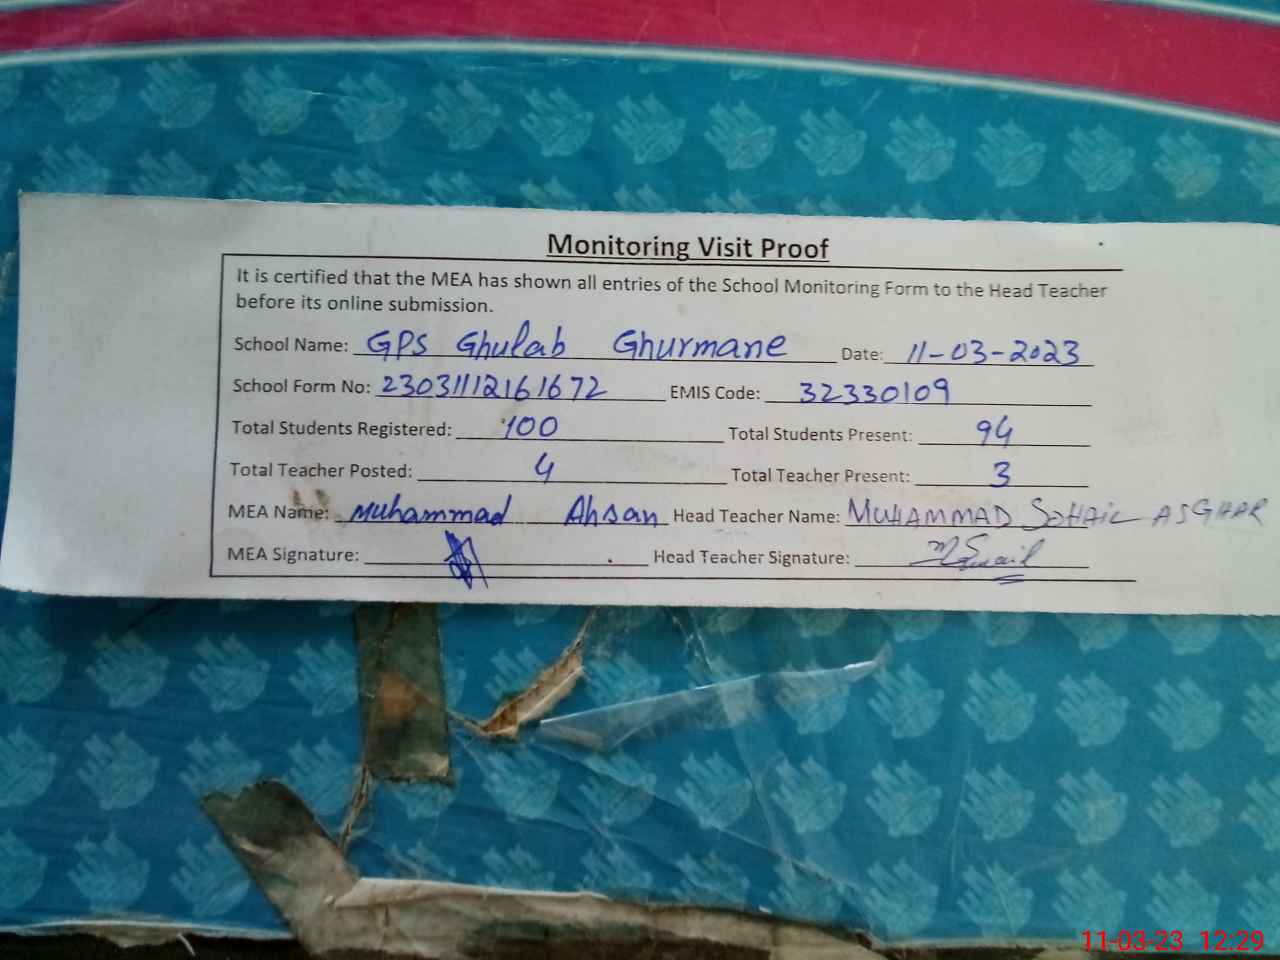 Monitoring Visit Proof
It is certified that the MEA has shown all entries of the School Monitoring Form to the Head Teacher
before its online submission.
School Name: GPS Ghulab Ghurmane Date: 11-03-2023
School Form No: 23031112161672 EMIS Code: 32330109
Total Students Registered: 100 Total Students Present: 94
Total Teacher Posted: 4 Total Teacher Present: 3
MEA Name: Muhammad Ahsan Head Teacher Name: MUHAMMAD SOHAIL ASGHAR
MEA Signature: Head Teacher Signature:
11-03-23 12:29